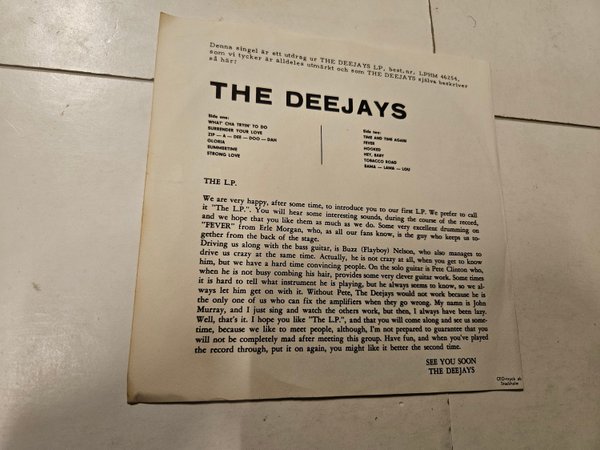 Denna singel är ett utdrag ur THE DEEJAYS L.P. best.nr. LPHM 46254,
som vi tycker är alldeles utmärkt och som THE DEEJAYS själva beskriver
så här:
THE DEEJAYS
Side one:
WHAT' CHA TRYIN' TO DO
SURRENDER YOUR LOVE
ZIP — A — DEE — DOO — DAH
GLORIA
SUMMERTIME
STRONG LOVE
Side two:
TIME AND TIME AGAIN
FEVER
HOOKED
HEY, BABY
TOBACCO ROAD
BAMA — LAMA — LOU
THE L.P.
We are very happy, after some time, to introduce you to our first LP. We prefer to call
it "The L.P.". You will hear some interesting sounds, during the course of the record,
and we hope that you like them as much as we do. Some very excellent drumming on
"FEVER" from Erle Morgan, who, as all our fans know, is the guy who keeps us to-
gether from the back of the stage.
Driving us along with the bass guitar, is Buzz (Flayboy) Nelson, who also manages to
drive us crazy at the same time. Actually, he is not crazy at all, when you get to know
him, but we have a hard time convincing people. On the solo guitar is Pete Clinton who,
when he is not busy combing his hair, provides some very clever guitar work. Some times
it is hard to tell what instrument he is playing, but he always seems to know, so we al-
ways let him get on with it. Without Pete, The Deejays would not work because he is
the only one of us who can fix the amplifiers when they go wrong. My name is John
Murray, and I just sing and watch the others work, but then, I always have been lazy.
Well, that's it. I hope you like "The L.P.", and that you will come along and see us some-
time, because we like to meet people, although, I'm not prepared to guarantee that you
will not be completely mad after meeting this group. Have fun, and when you've played
the record through, put it on again, you might like it better the second time.
SEE YOU SOON
THE DEEJAYS
Stockholm